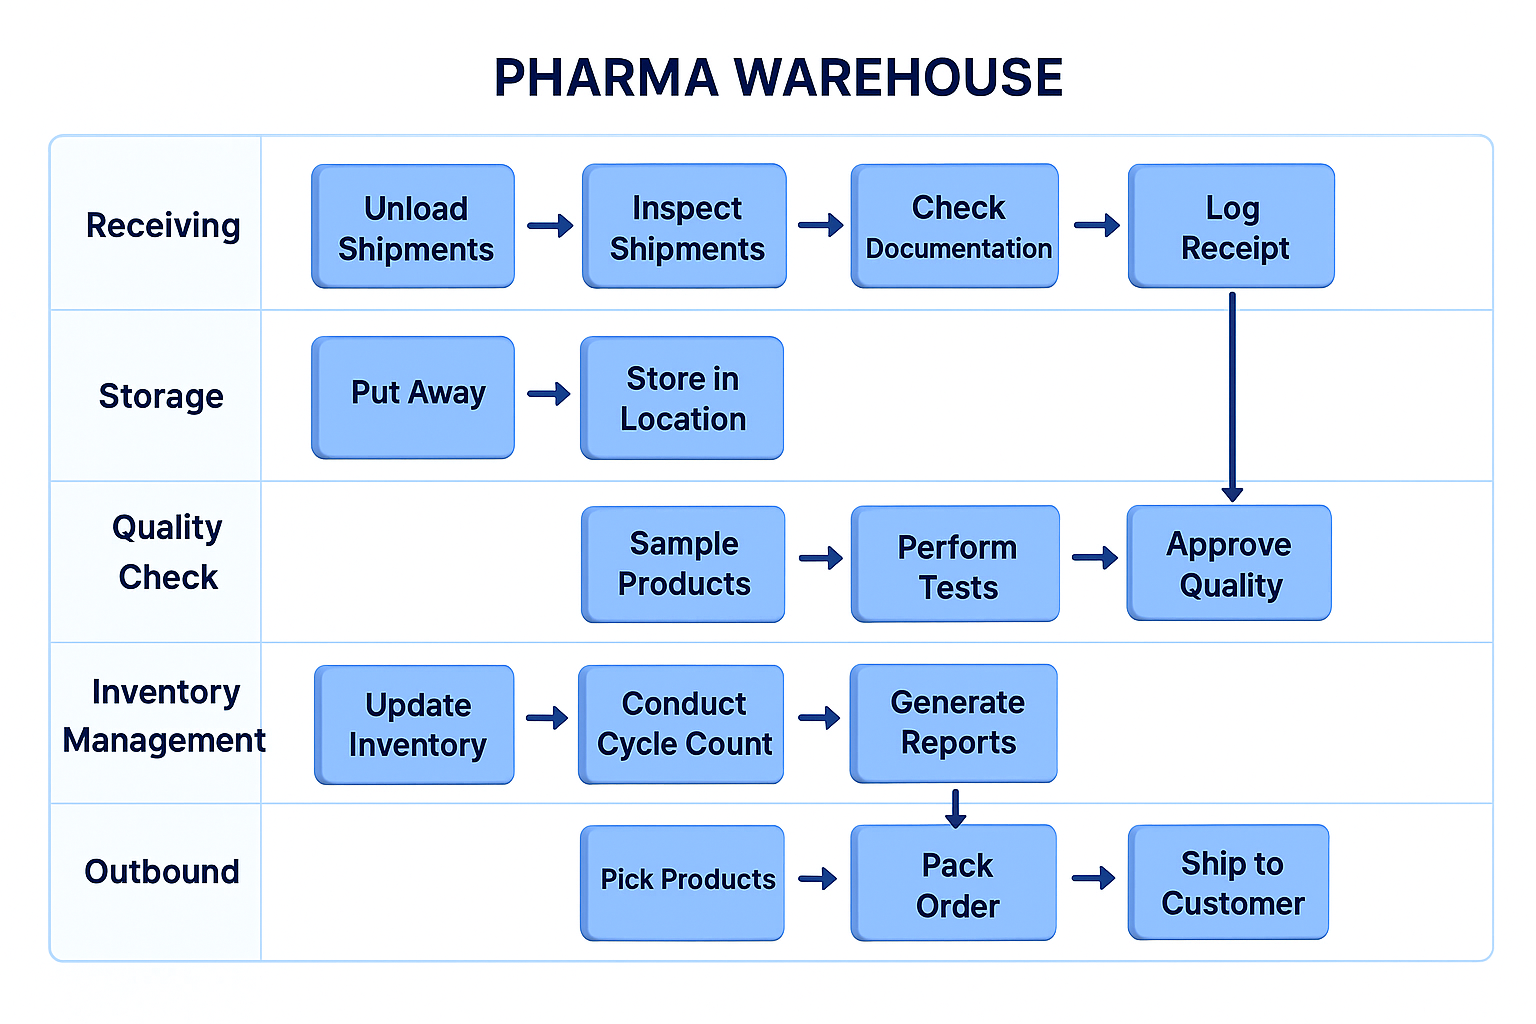 PHARMA WAREHOUSE
Receiving
Unload
Shipments
Inspect
Shipments
Check
Documentation
Log
Receipt
Storage
Put Away
Store in
Location
Quality
Check
Sample
Products
Perform
Tests
Approve
Quality
Inventory
Management
Update
Inventory
Conduct
Cycle Count
Generate
Reports
Outbound
Pick Products
Pack
Order
Ship to
Customer